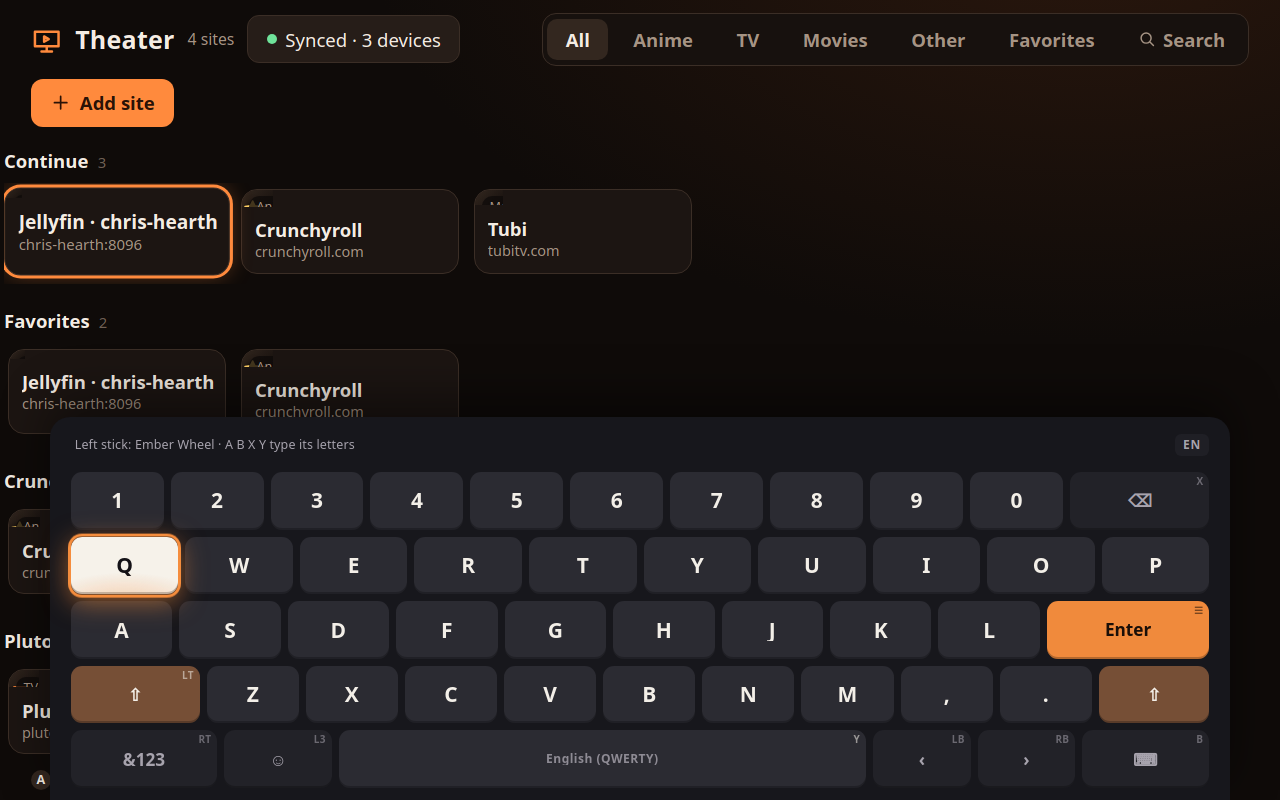 Theater 4 sites Synced · 3 devices All Anime TV Movies Other Favorites Search
+ Add site
Continue 3
Jellyfin · chris-hearth
chris-hearth:8096
Crunchyroll
crunchyroll.com
Tubi
tubitv.com
Favorites 2
Jellyfin · chris-hearth
chris-hearth:8096
Crunchyroll
crunchyroll.com
Left stick: Ember Wheel · A B X Y type its letters EN
1 2 3 4 5 6 7 8 9 0 ⌫ X
Q W E R T Y U I O P
A S D F G H J K L Enter ☰
⇧ LT Z X C V B N M , . ⇧
&123 RT ☺ L3 English (QWERTY) Y ‹ LB › RB ⌨ B
A